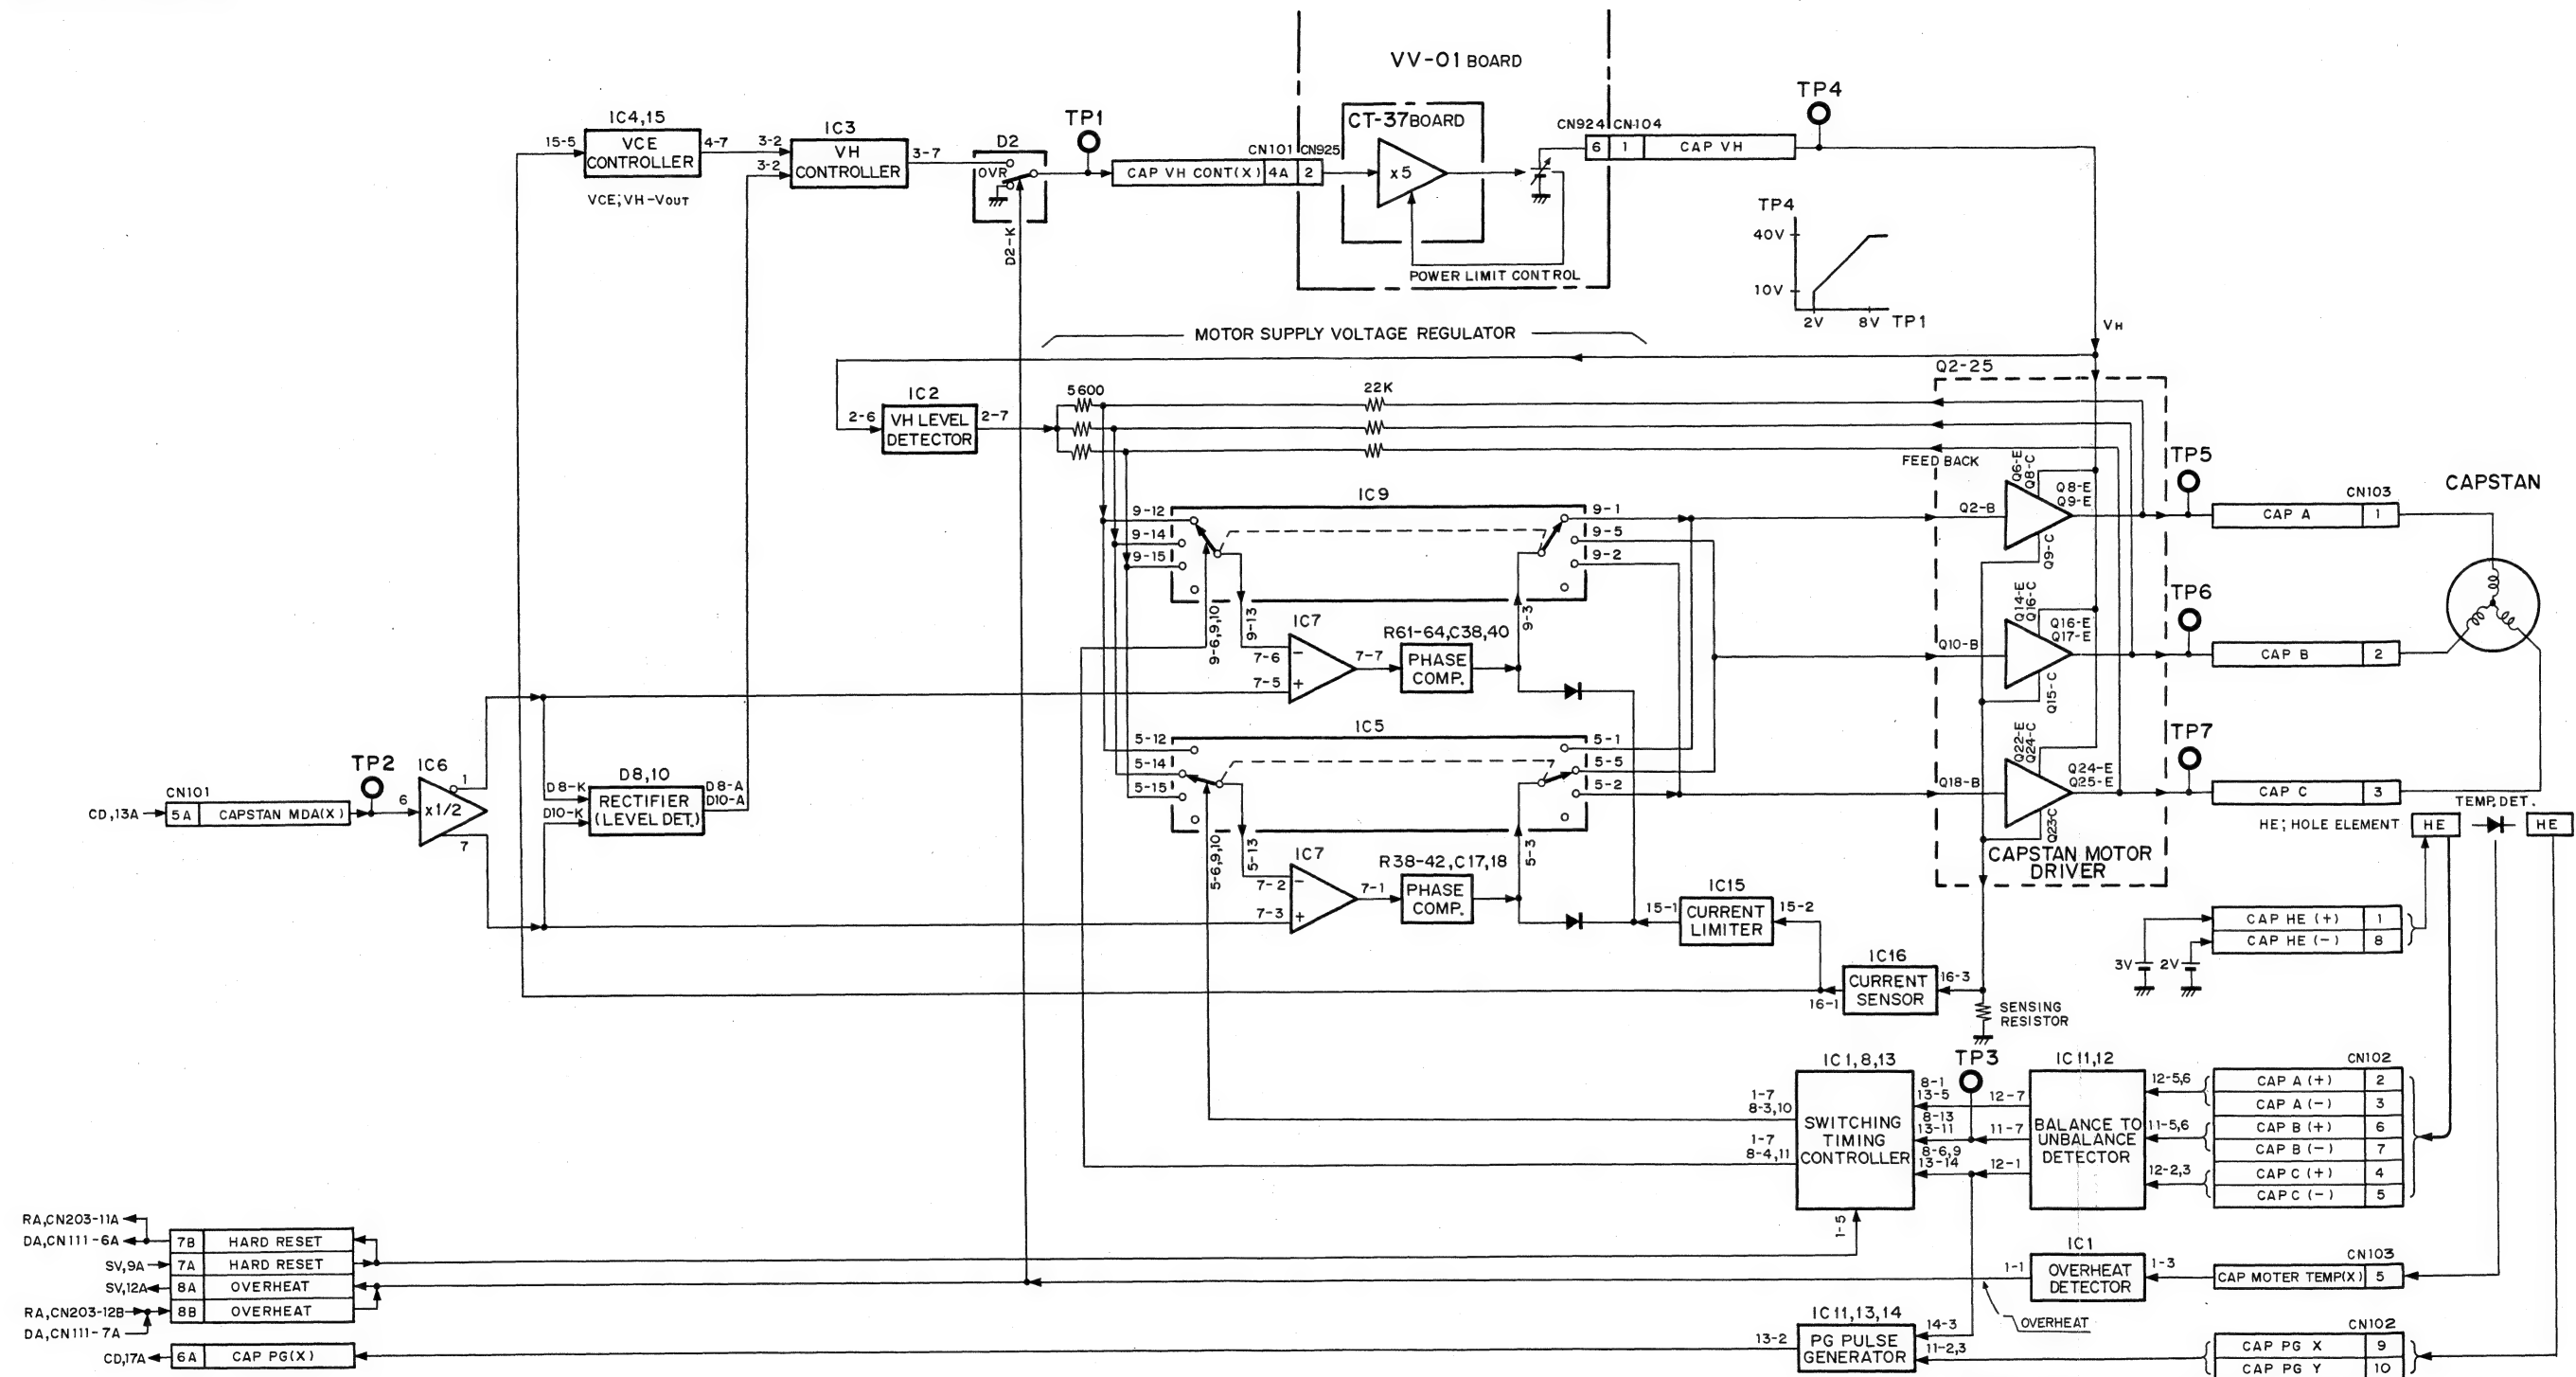 VV-01 BOARD
TP4
CN924 CN104
6 1 CAP VH
CT-37 BOARD
x5
POWER LIMIT CONTROL
IC4,15
15-5
VCE CONTROLLER
4-7
VCE; VH-VOUT
IC3
3-2
3-2
VH CONTROLLER
3-7
D2
OVR
D2-K
TP1
CN101 CN925
CAP VH CONT(X) 4A 2
TP4
40V
10V
2V 8V TP1
VH
MOTOR SUPPLY VOLTAGE REGULATOR
IC2
2-6
VH LEVEL DETECTOR
2-7
5600
22K
FEED BACK
Q2-25
IC9
9-12
9-14
9-15
9-1
9-5
9-2
9-6,9,10
9-13
9-3
IC7
7-6
7-5
−
+
7-7
R61-64,C38,40
PHASE COMP.
IC5
5-12
5-14
5-15
5-1
5-5
5-2
5-6,9,10
5-13
5-3
IC7
7-2
7-3
−
+
7-1
R38-42,C17,18
PHASE COMP.
Q2-B
Q6-E
Q8-C
Q8-E
Q9-E
Q9-C
Q10-B
Q14-E
Q16-C
Q16-E
Q17-E
Q15-C
Q18-B
Q22-E
Q24-C
Q24-E
Q25-E
Q23-C
CAPSTAN MOTOR
DRIVER
TP5
CN103
CAP A 1
TP6
CAP B 2
TP7
CAP C 3
CAPSTAN
TEMP, DET.
HE; HOLE ELEMENT
HE
HE
CN101
CD,13A
5A CAPSTAN MDA(X)
TP2
6
IC6
x1/2
1
7
D8,10
D8-K
D10-K
RECTIFIER
(LEVEL DET.)
D8-A
D10-A
IC15
15-1
CURRENT LIMITER
15-2
IC16
16-1
CURRENT SENSOR
16-3
SENSING
RESISTOR
CAP HE (+) 1
CAP HE (−) 8
3V
2V
IC1,8,13
1-7
8-3,10
1-7
8-4,11
SWITCHING TIMING CONTROLLER
1-5
8-1
13-5
8-13
13-11
8-6,9
13-14
TP3
12-7
11-7
12-1
IC11,12
BALANCE TO UNBALANCE DETECTOR
12-5,6
11-5,6
12-2,3
CN102
CAP A (+) 2
CAP A (−) 3
CAP B (+) 6
CAP B (−) 7
CAP C (+) 4
CAP C (−) 5
IC1
1-1
OVERHEAT DETECTOR
1-3
OVERHEAT
CN103
CAP MOTER TEMP(X) 5
IC11,13,14
13-2
PG PULSE GENERATOR
14-3
11-2,3
CN102
CAP PG X 9
CAP PG Y 10
RA,CN203-11A
DA,CN111-6A
7B HARD RESET
SV,9A
7A HARD RESET
SV,12A
8A OVERHEAT
RA,CN203-12B
8B OVERHEAT
DA,CN111-7A
CD,17A
6A CAP PG(X)